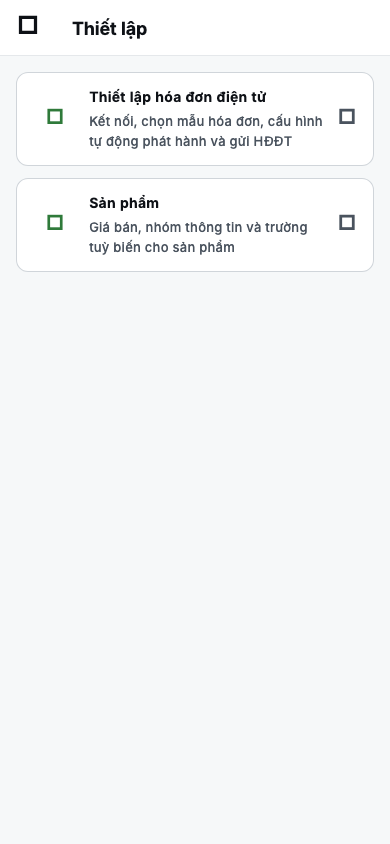 Thiết lập
Thiết lập hóa đơn điện tử
Kết nối, chọn mẫu hóa đơn, cấu hình
tự động phát hành và gửi HĐĐT
Sản phẩm
Giá bán, nhóm thông tin và trường
tuỳ biến cho sản phẩm